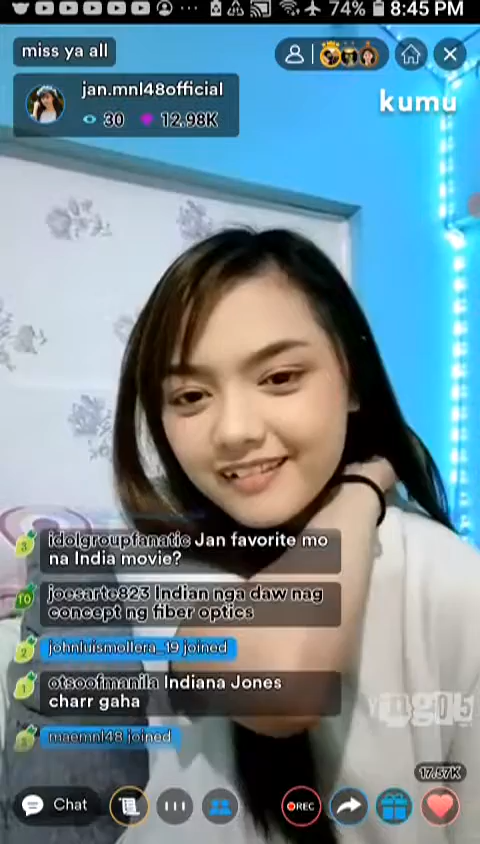 74% 8:45 PM
miss ya all
jan.mnl48official
30 12.98K
kumu
idolgroupfanatic Jan favorite mo
na India movie?
joesarte823 Indian nga daw nag
concept ng fiber optics
johnluismollera_19 joined
otsoofmanila Indiana Jones
charr gaha
maemnl48 joined
17.57K
Chat
REC